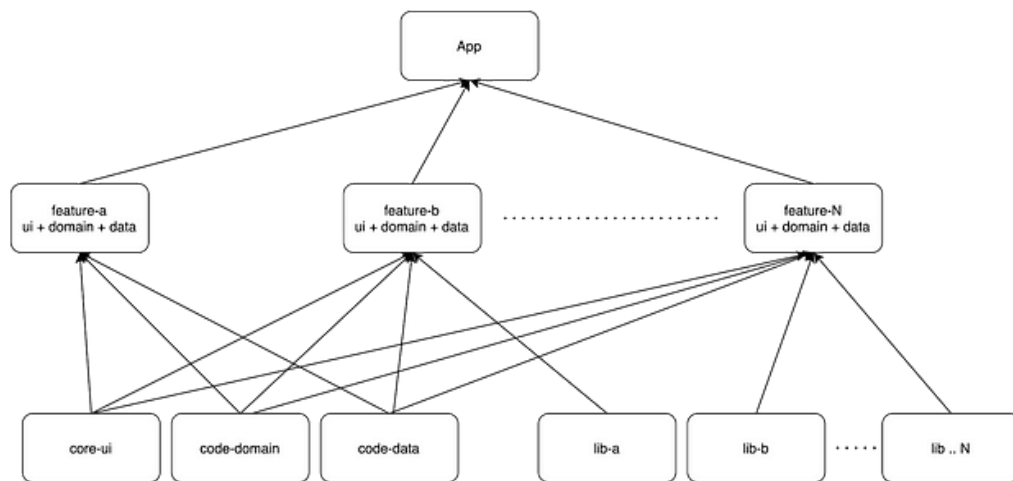 App
feature-a
ui + domain + data
feature-b
ui + domain + data
feature-N
ui + domain + data
core-ui
code-domain
code-data
lib-a
lib-b
lib .. N